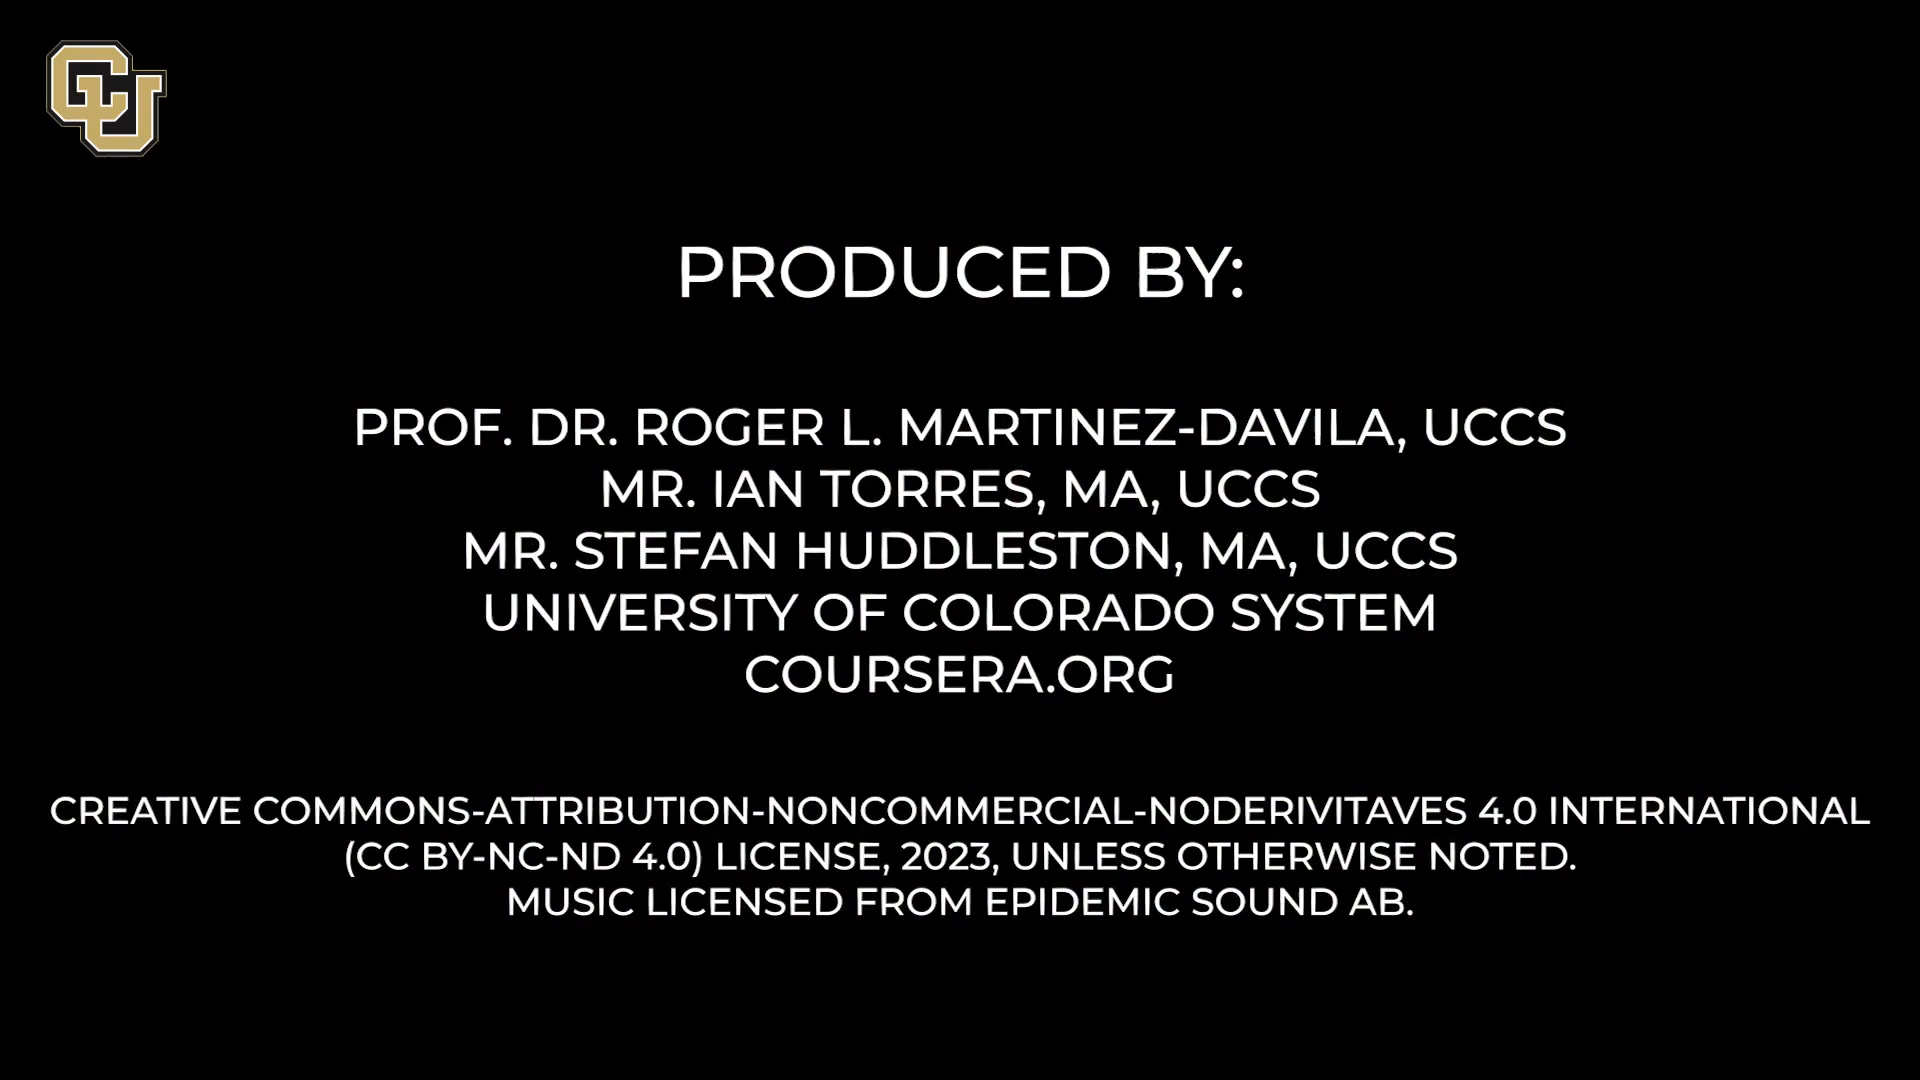 CU
PRODUCED BY:
PROF. DR. ROGER L. MARTINEZ-DAVILA, UCCS
MR. IAN TORRES, MA, UCCS
MR. STEFAN HUDDLESTON, MA, UCCS
UNIVERSITY OF COLORADO SYSTEM
COURSERA.ORG
CREATIVE COMMONS-ATTRIBUTION-NONCOMMERCIAL-NODERIVITAVES 4.0 INTERNATIONAL
(CC BY-NC-ND 4.0) LICENSE, 2023, UNLESS OTHERWISE NOTED.
MUSIC LICENSED FROM EPIDEMIC SOUND AB.